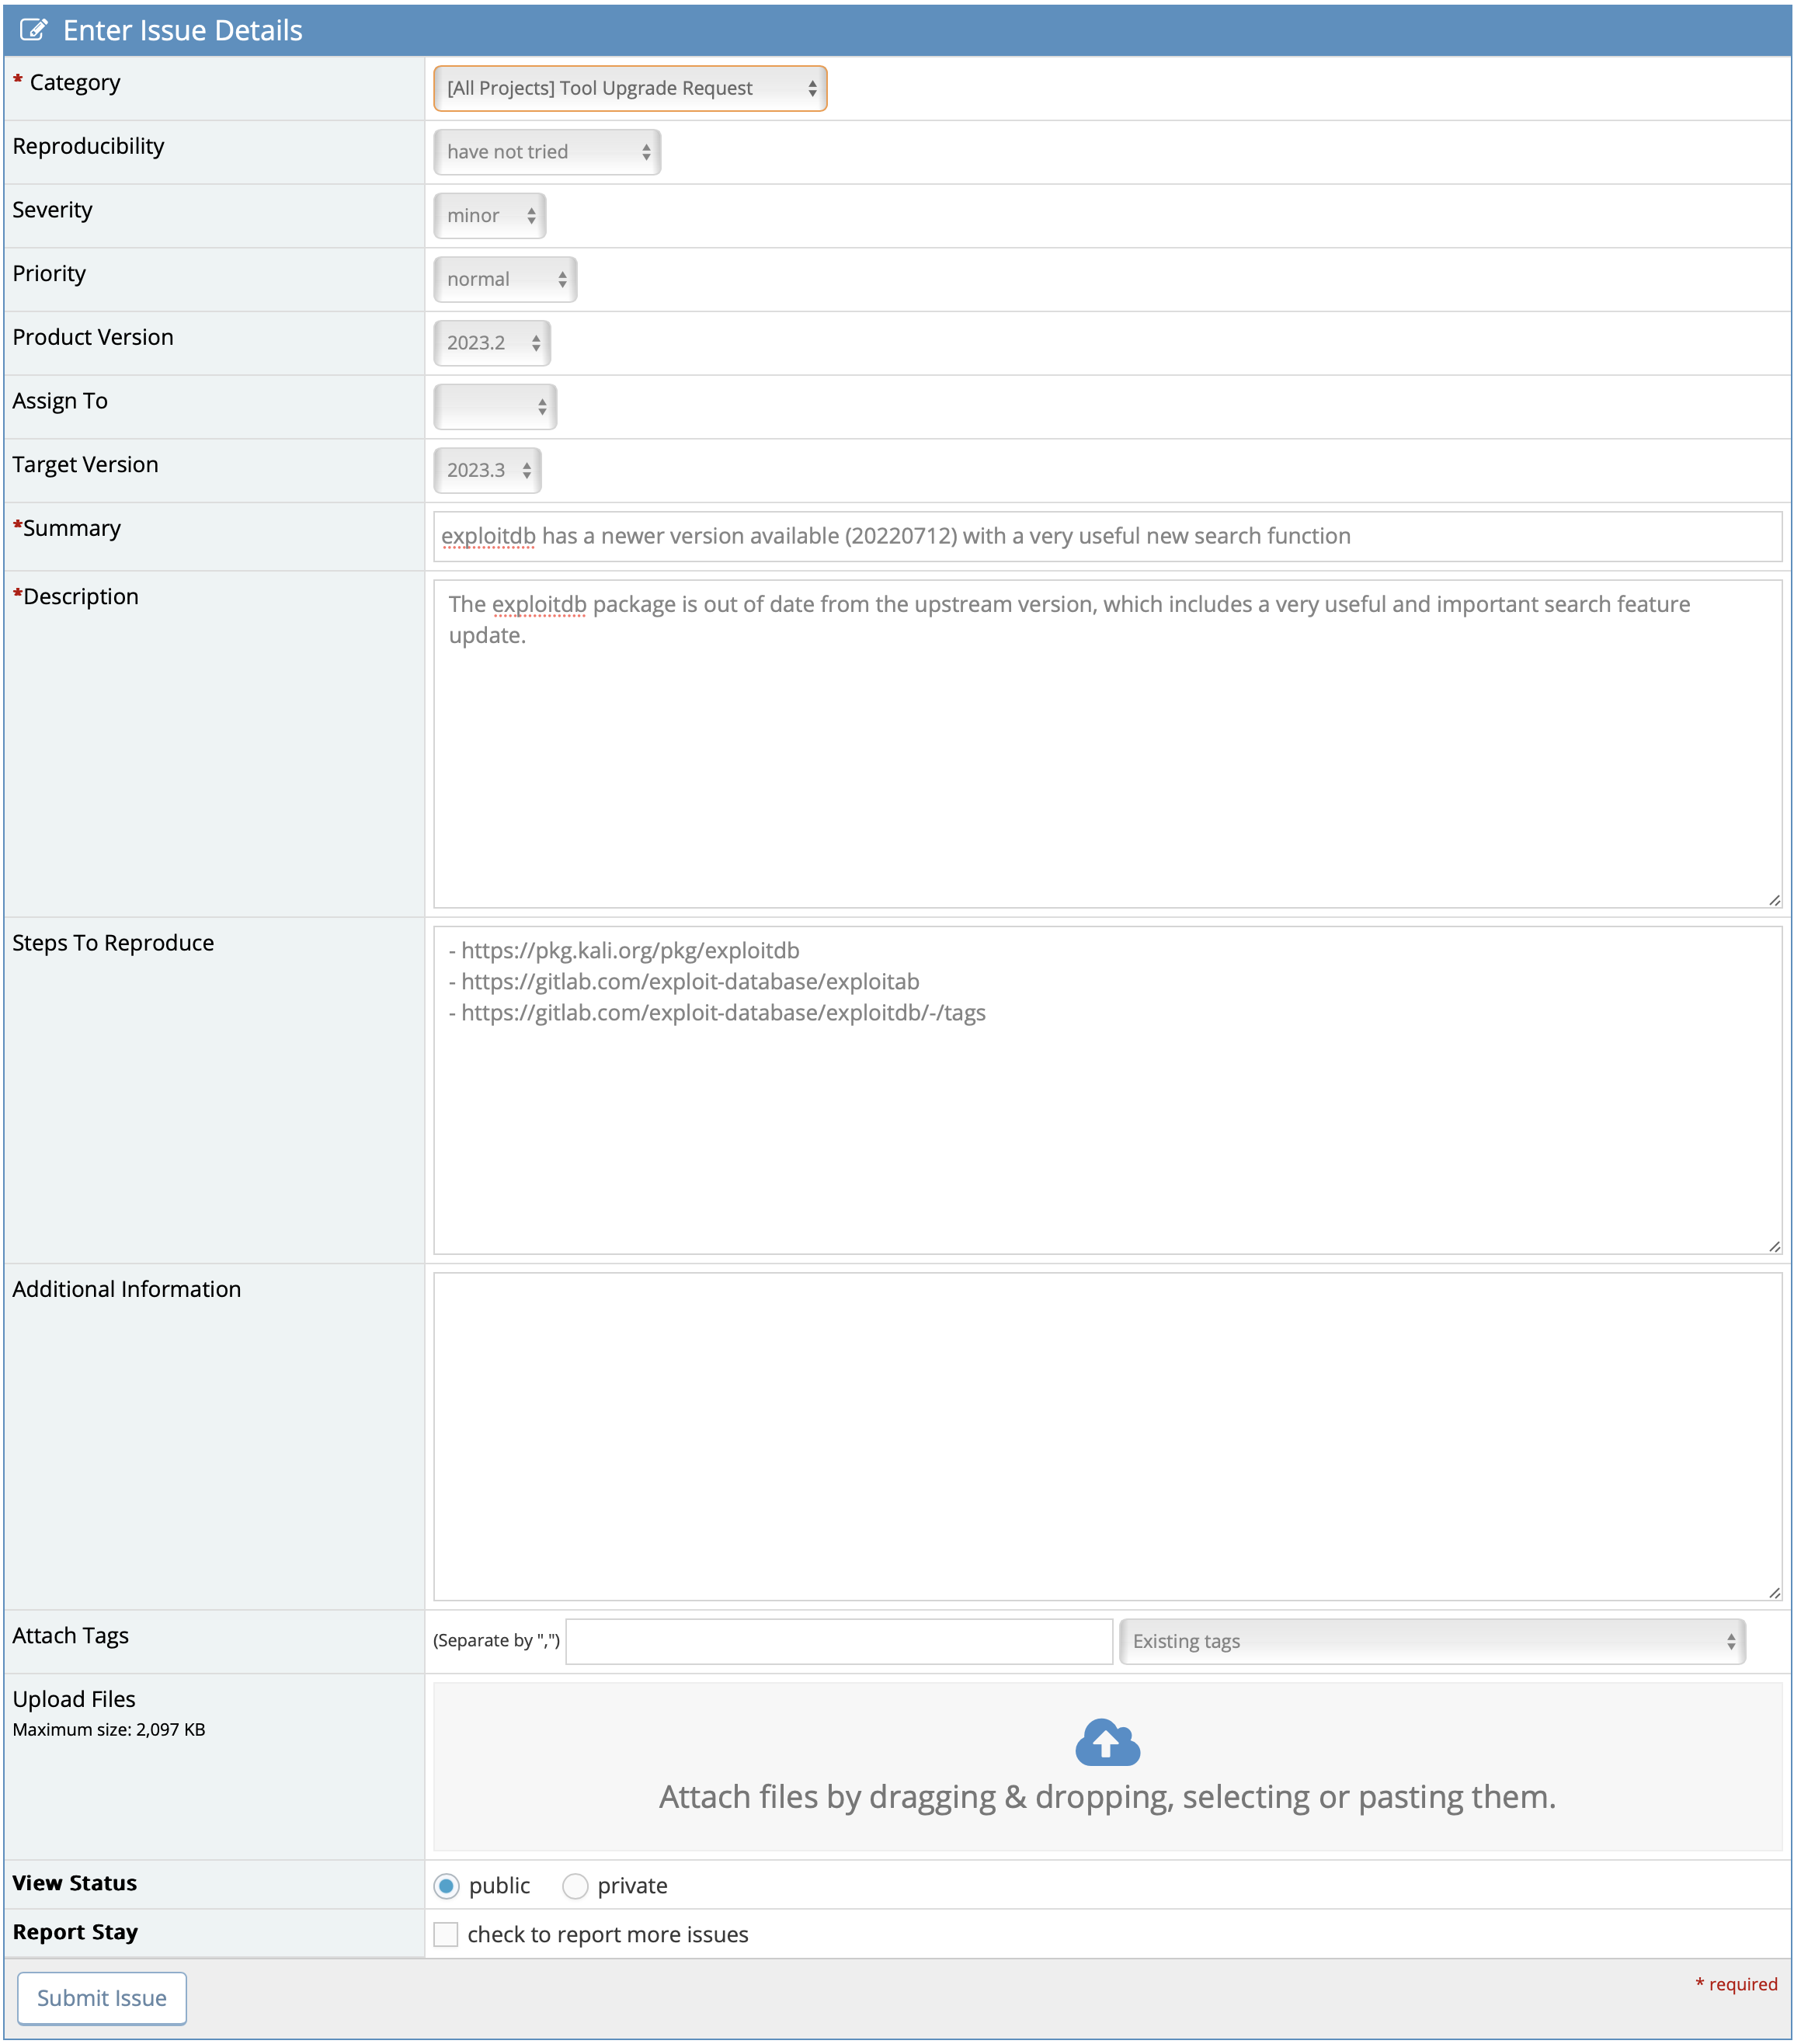 Enter Issue Details
* Category
[All Projects] Tool Upgrade Request
Reproducibility
have not tried
Severity
minor
Priority
normal
Product Version
2023.2
Assign To
Target Version
2023.3
*Summary
exploitdb has a newer version available (20220712) with a very useful new search function
*Description
The exploitdb package is out of date from the upstream version, which includes a very useful and important search feature
update.
Steps To Reproduce
- https://pkg.kali.org/pkg/exploitdb
- https://gitlab.com/exploit-database/exploitab
- https://gitlab.com/exploit-database/exploitdb/-/tags
Additional Information
Attach Tags
(Separate by ",")
Existing tags
Upload Files
Maximum size: 2,097 KB
Attach files by dragging & dropping, selecting or pasting them.
View Status
public
private
Report Stay
check to report more issues
Submit Issue
* required